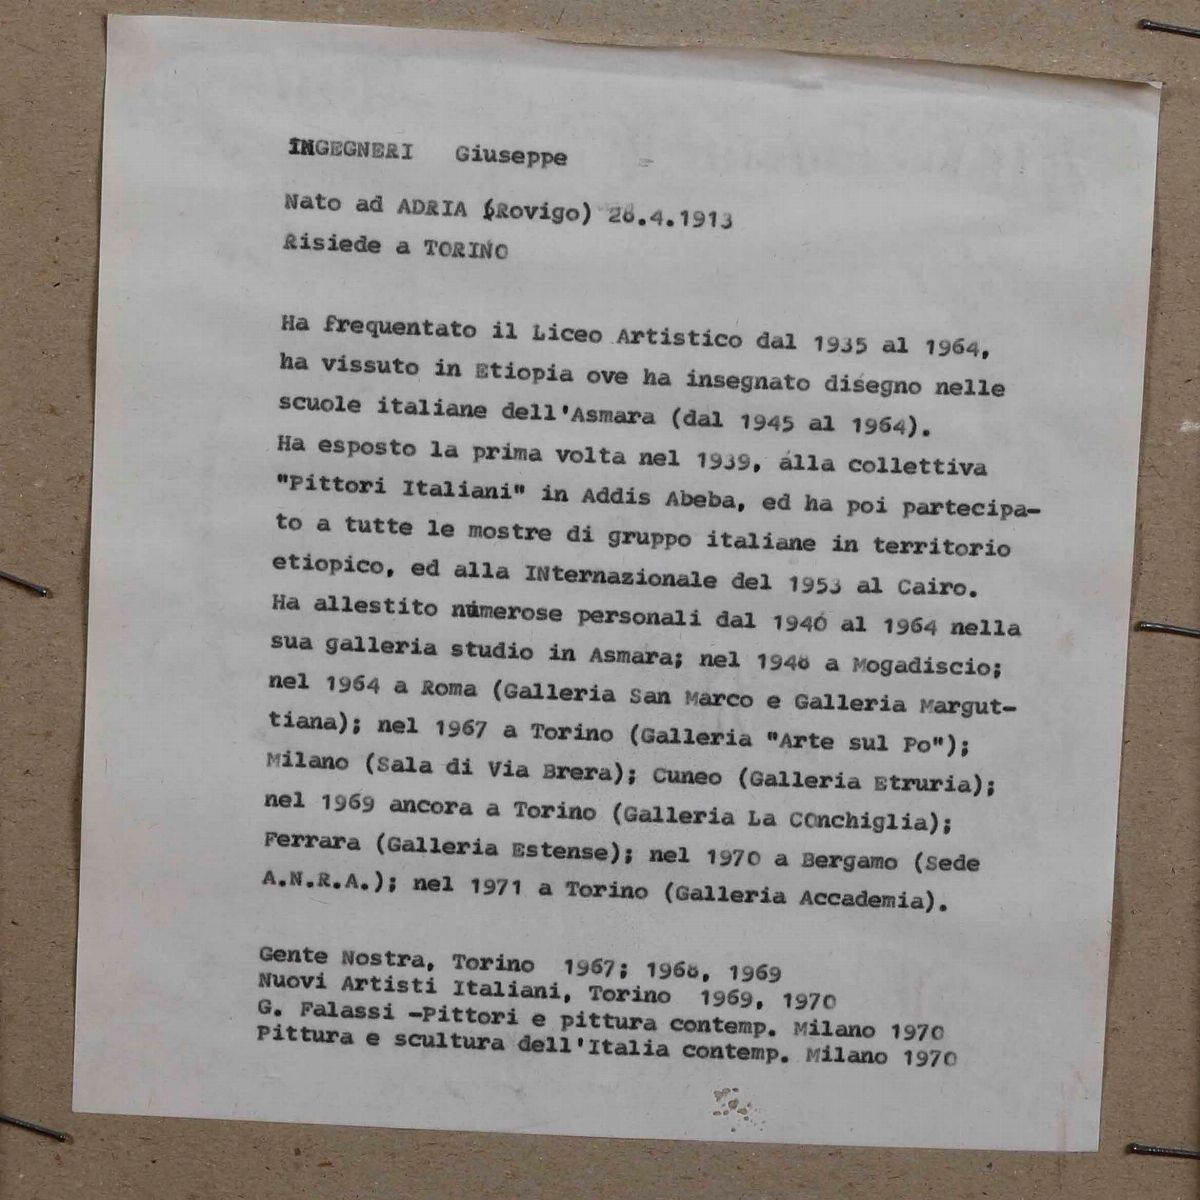 INGEGNERI Giuseppe
Nato ad ADRIA (Rovigo) 28.4.1913
Risiede a TORINO
Ha frequentato il Liceo Artistico dal 1935 al 1964,
ha vissuto in Etiopia ove ha insegnato disegno nelle
scuole italiane dell'Asmara (dal 1945 al 1964).
Ha esposto la prima volta nel 1939, alla collettiva
"Pittori Italiani" in Addis Abeba, ed ha poi partecipa-
to a tutte le mostre di gruppo italiane in territorio
etiopico, ed alla INternazionale del 1953 al Cairo.
Ha allestito numerose personali dal 1946 al 1964 nella
sua galleria studio in Asmara; nel 1948 a Mogadiscio;
nel 1964 a Roma (Galleria San Marco e Galleria Margut-
tiana); nel 1967 a Torino (Galleria "Arte sul Po");
Milano (Sala di Via Brera); Cuneo (Galleria Etruria);
nel 1969 ancora a Torino (Galleria La COnchiglia);
Ferrara (Galleria Estense); nel 1970 a Bergamo (Sede
A.N.R.A.); nel 1971 a Torino (Galleria Accademia).
Gente Nostra, Torino 1967; 1968, 1969
Nuovi Artisti Italiani, Torino 1969, 1970
G. Falassi -Pittori e pittura contemp. Milano 1970
Pittura e scultura dell'Italia contemp. Milano 1970